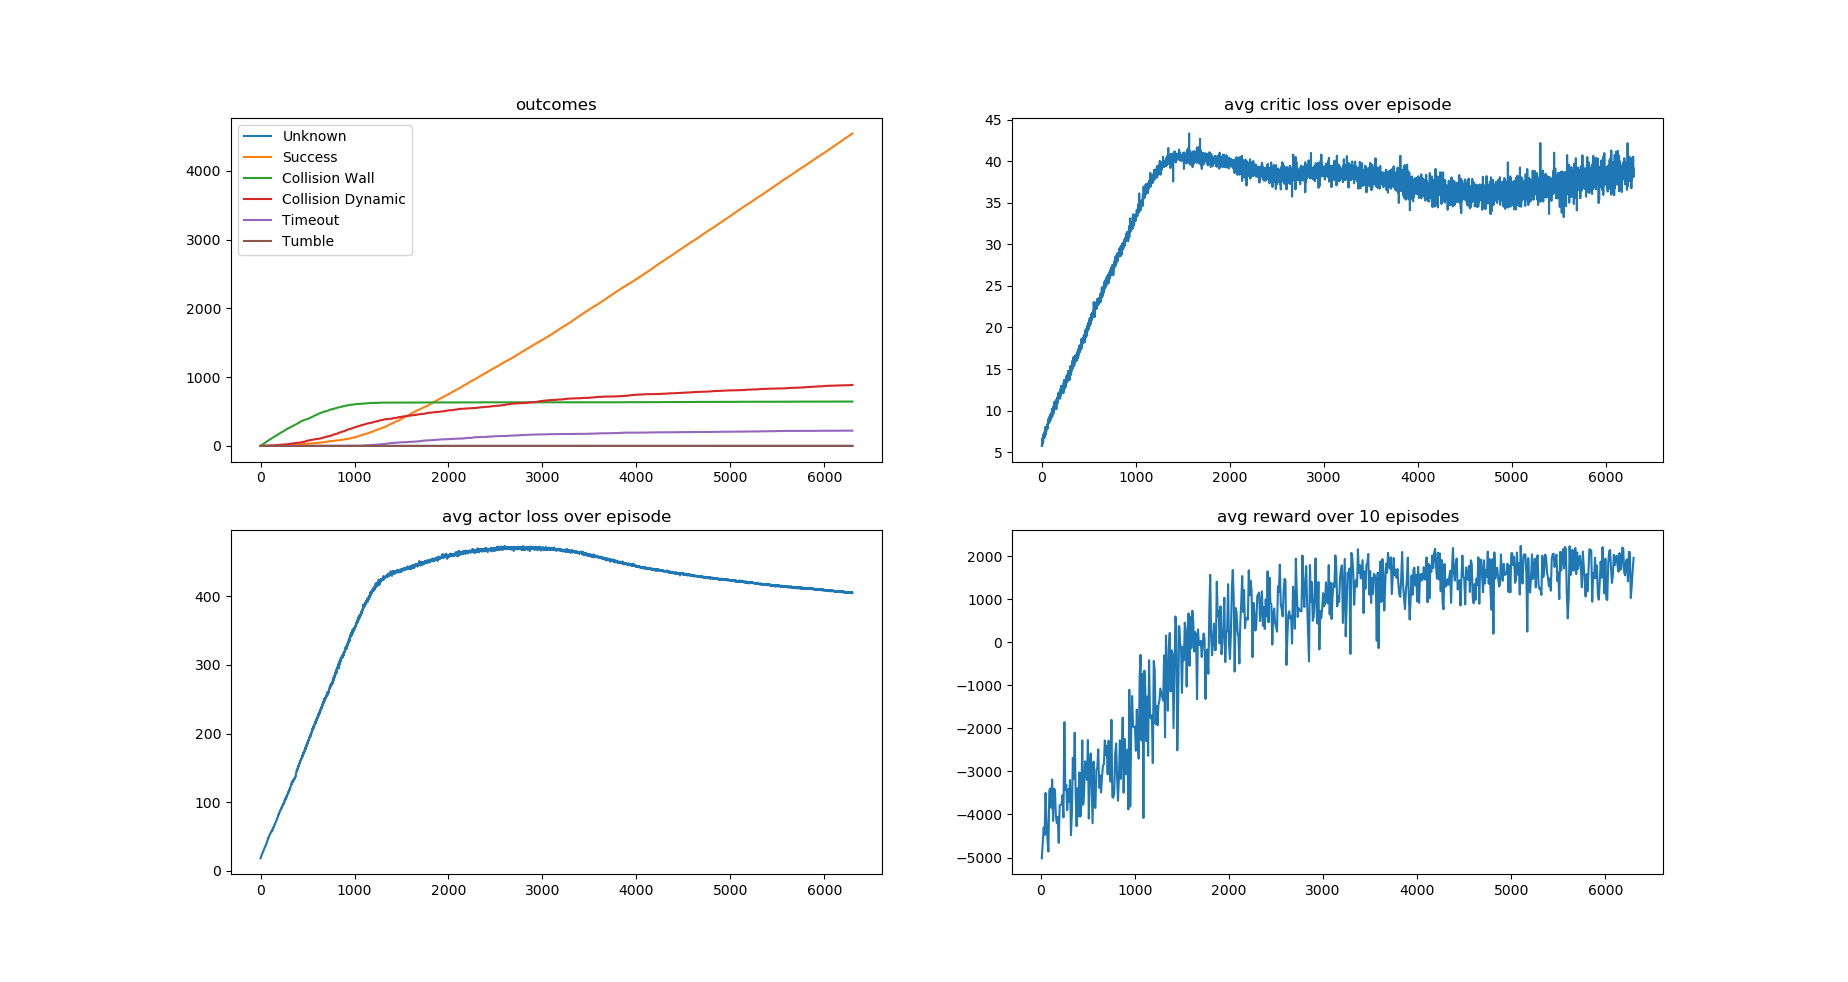 outcomes
Unknown
Success
Collision Wall
Collision Dynamic
Timeout
Tumble
4000
3000
2000
1000
0
0 1000 2000 3000 4000 5000 6000
avg critic loss over episode
45
40
35
30
25
20
15
10
5
0 1000 2000 3000 4000 5000 6000
avg actor loss over episode
400
300
200
100
0
0 1000 2000 3000 4000 5000 6000
avg reward over 10 episodes
2000
1000
0
−1000
−2000
−3000
−4000
−5000
0 1000 2000 3000 4000 5000 6000